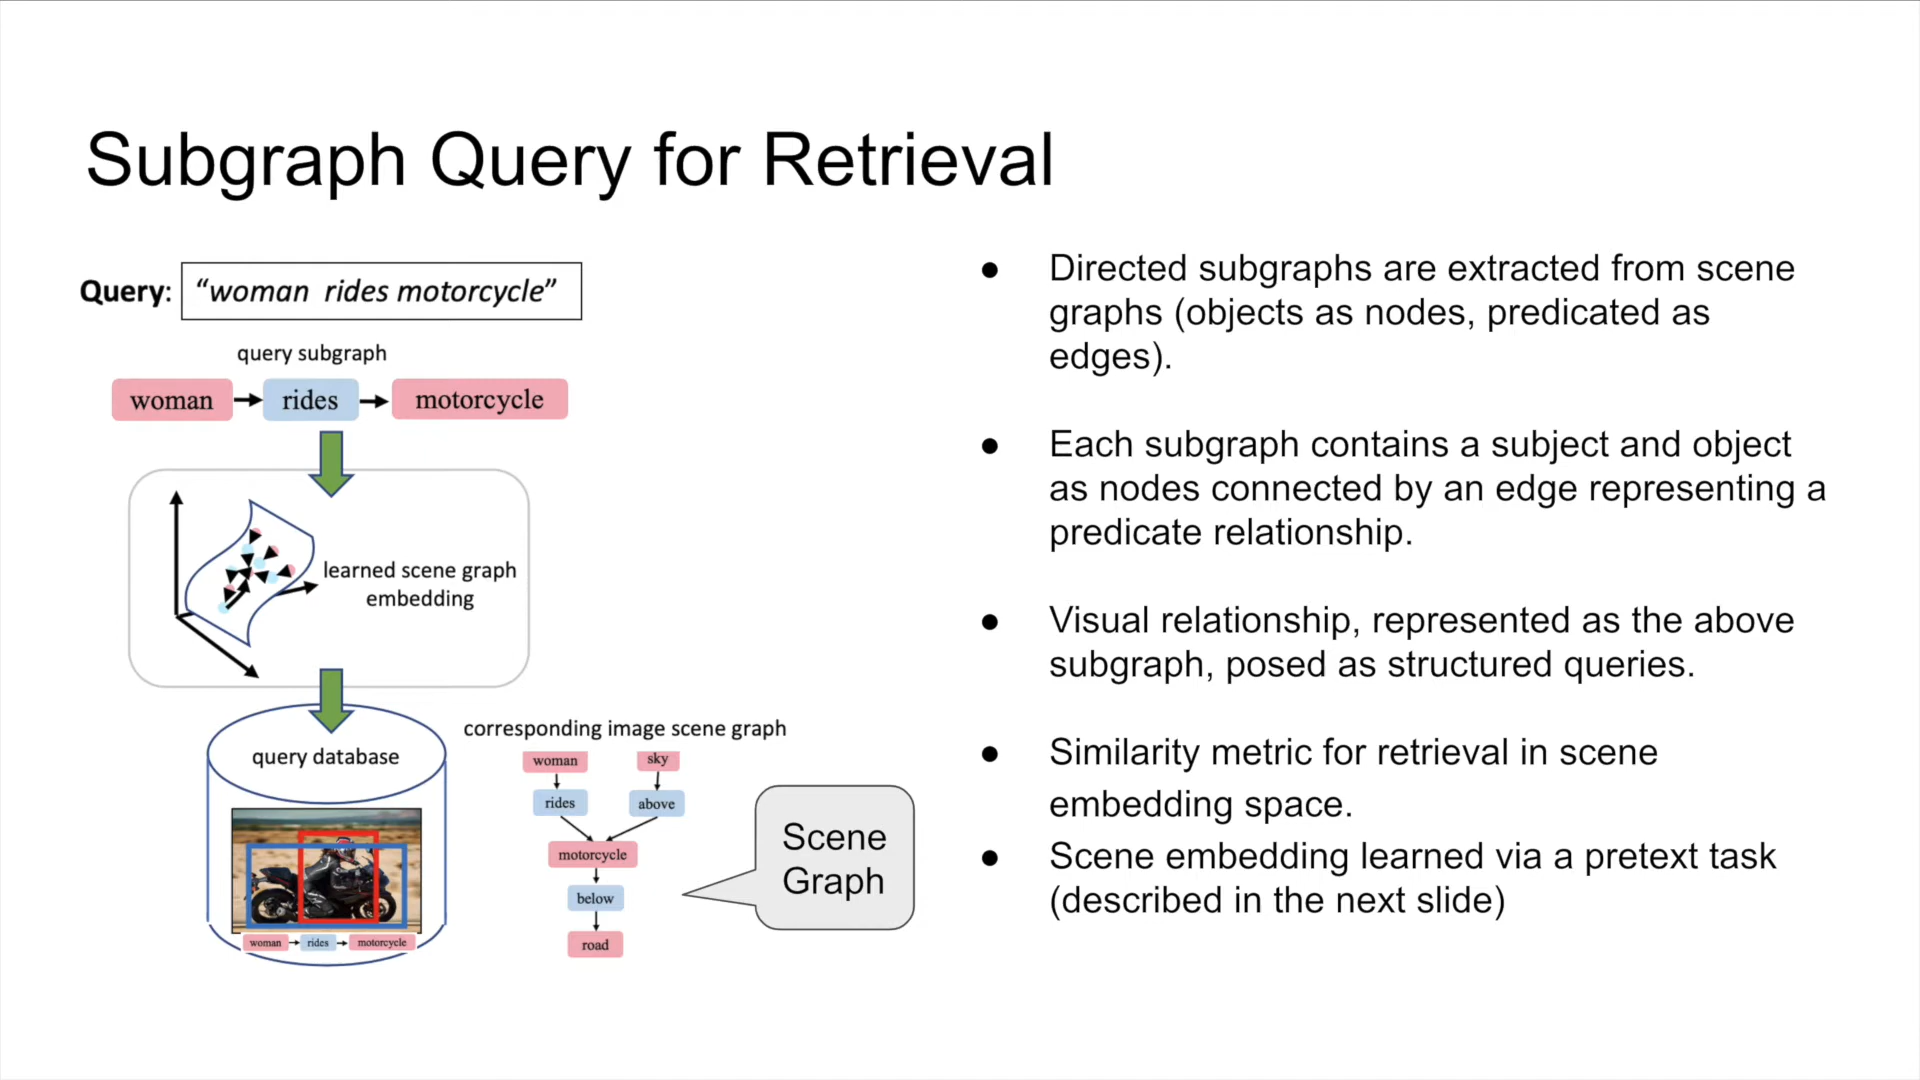 Subgraph Query for Retrieval
Query: “woman rides motorcycle”
query subgraph
woman rides motorcycle
learned scene graph
embedding
query database
woman rides motorcycle
corresponding image scene graph
woman sky
rides above
motorcycle
below
road
Scene
Graph
● Directed subgraphs are extracted from scene
graphs (objects as nodes, predicated as
edges).
● Each subgraph contains a subject and object
as nodes connected by an edge representing a
predicate relationship.
● Visual relationship, represented as the above
subgraph, posed as structured queries.
● Similarity metric for retrieval in scene
embedding space.
● Scene embedding learned via a pretext task
(described in the next slide)